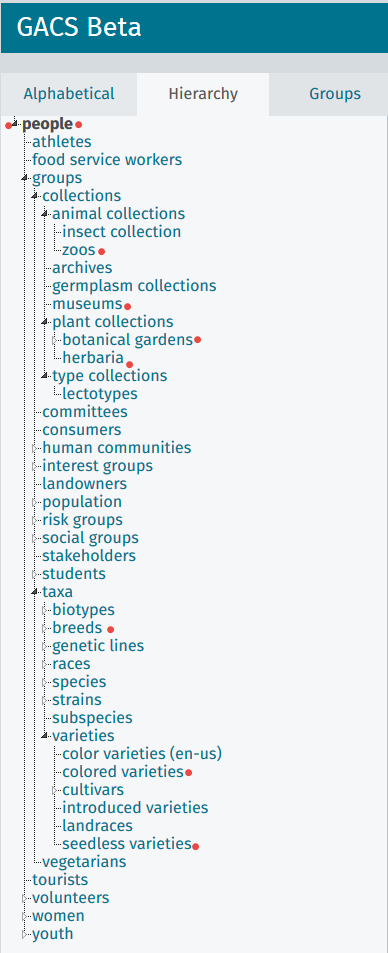 GACS Beta
Alphabetical Hierarchy Groups
people
athletes
food service workers
groups
collections
animal collections
insect collection
zoos
archives
germplasm collections
museums
plant collections
botanical gardens
herbaria
type collections
lectotypes
committees
consumers
human communities
interest groups
landowners
population
risk groups
social groups
stakeholders
students
taxa
biotypes
breeds
genetic lines
races
species
strains
subspecies
varieties
color varieties (en-us)
colored varieties
cultivars
introduced varieties
landraces
seedless varieties
vegetarians
tourists
volunteers
women
youth